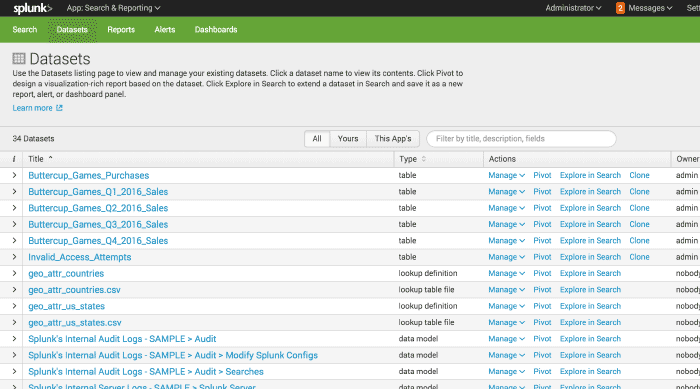 splunk> App: Search & Reporting Administrator 2 Messages
Search Datasets Reports Alerts Dashboards
Datasets
Use the Datasets listing page to view and manage your existing datasets. Click a dataset name to view its contents. Click Pivot to
design a visualization-rich report based on the dataset. Click Explore in Search to extend a dataset in Search and save it as a new
report, alert, or dashboard panel.
Learn more
34 Datasets All Yours This App's Filter by title, description, fields
i Title Type Actions Owner
Buttercup_Games_Purchases table Manage Pivot Explore in Search Clone admin
Buttercup_Games_Q1_2016_Sales table Manage Pivot Explore in Search Clone admin
Buttercup_Games_Q2_2016_Sales table Manage Pivot Explore in Search Clone admin
Buttercup_Games_Q3_2016_Sales table Manage Pivot Explore in Search Clone admin
Buttercup_Games_Q4_2016_Sales table Manage Pivot Explore in Search Clone admin
Invalid_Access_Attempts table Manage Pivot Explore in Search Clone admin
geo_attr_countries lookup definition Manage Pivot Explore in Search nobody
geo_attr_countries.csv lookup table file Manage Pivot Explore in Search nobody
geo_attr_us_states lookup definition Manage Pivot Explore in Search nobody
geo_attr_us_states.csv lookup table file Manage Pivot Explore in Search nobody
Splunk's Internal Audit Logs - SAMPLE > Audit data model Manage Pivot Explore in Search nobody
Splunk's Internal Audit Logs - SAMPLE > Audit > Modify Splunk Configs data model Manage Pivot Explore in Search nobody
Splunk's Internal Audit Logs - SAMPLE > Audit > Searches data model Manage Pivot Explore in Search nobody
Splunk's Internal Server Logs - SAMPLE > Splunk Server data model Manage Pivot Explore in Search nobody